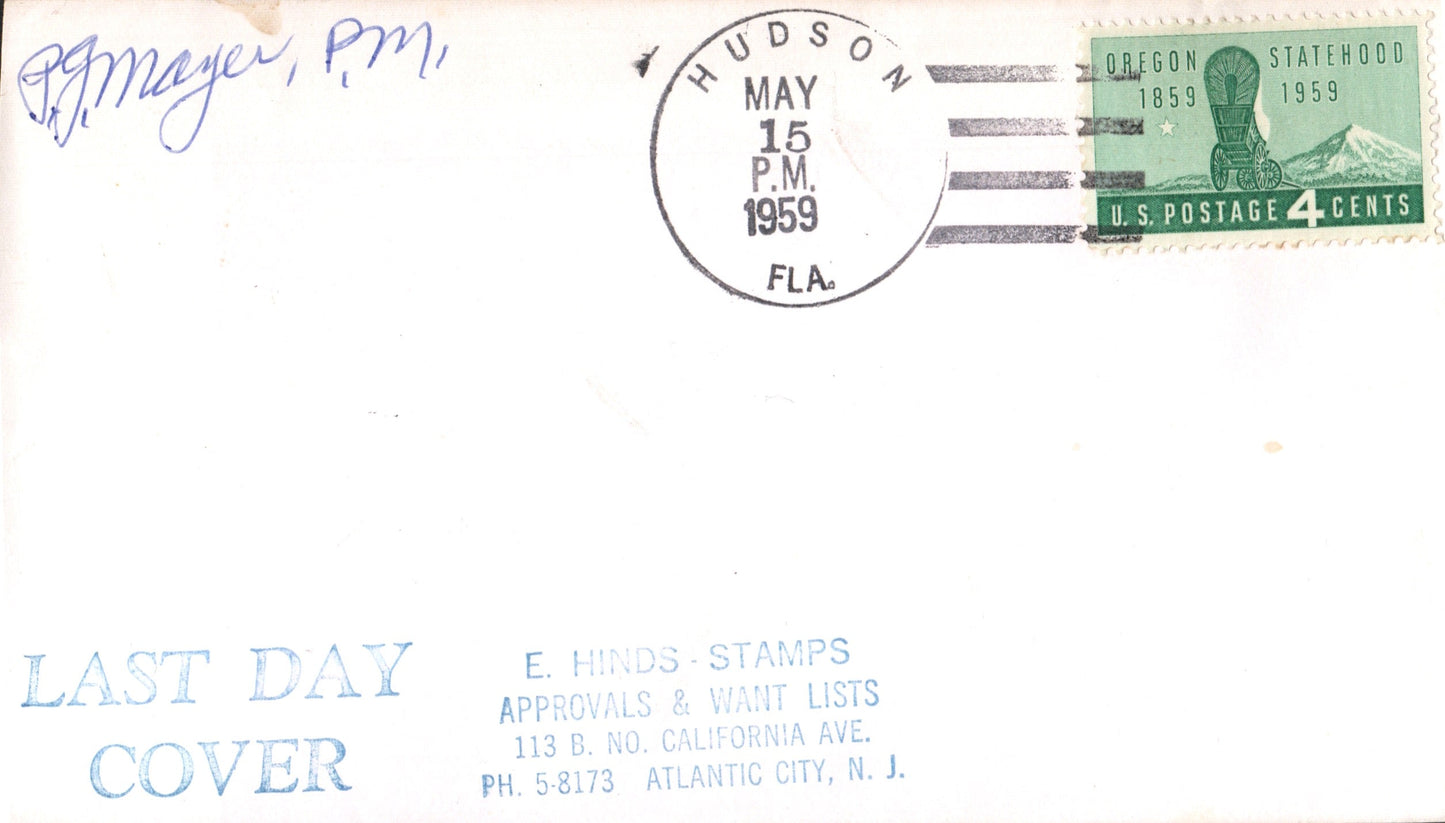 P.J. Mayer, P.M.
HUDSON
MAY
15
P.M.
1959
FLA.
OREGON STATEHOOD
1859 1959
U.S. POSTAGE 4 CENTS
LAST DAY
COVER
E. HINDS - STAMPS
APPROVALS & WANT LISTS
113 B. NO. CALIFORNIA AVE.
PH. 5-8173 ATLANTIC CITY, N. J.